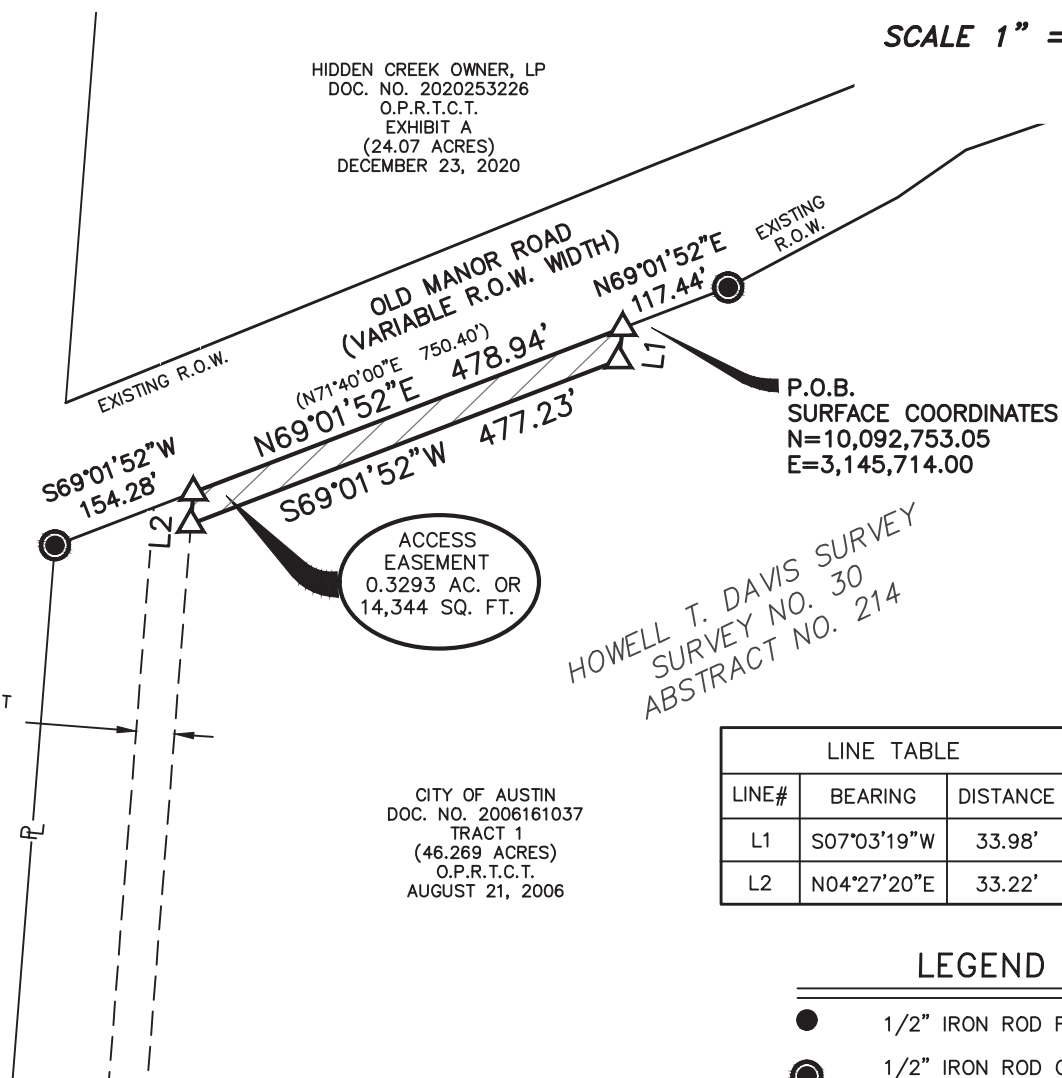 SCALE 1" =
HIDDEN CREEK OWNER, LP
DOC. NO. 2020253226
O.P.R.T.C.T.
EXHIBIT A
(24.07 ACRES)
DECEMBER 23, 2020
EXISTING
R.O.W.
OLD MANOR ROAD
(VARIABLE R.O.W. WIDTH)
N69°01'52"E
117.44'
EXISTING R.O.W.
(N71°40'00"E 750.40')
N69°01'52"E 478.94'
L1
S69°01'52"W 477.23'
P.O.B.
SURFACE COORDINATES
N=10,092,753.05
E=3,145,714.00
S69°01'52"W
154.28'
L2
ACCESS
EASEMENT
0.3293 AC. OR
14,344 SQ. FT.
HOWELL T. DAVIS SURVEY
SURVEY NO. 30
ABSTRACT NO. 214
T
PL
CITY OF AUSTIN
DOC. NO. 2006161037
TRACT 1
(46.269 ACRES)
O.P.R.T.C.T.
AUGUST 21, 2006
LINE TABLE
LINE# BEARING DISTANCE
L1 S07°03'19"W 33.98'
L2 N04°27'20"E 33.22'
LEGEND
1/2" IRON ROD F
1/2" IRON ROD